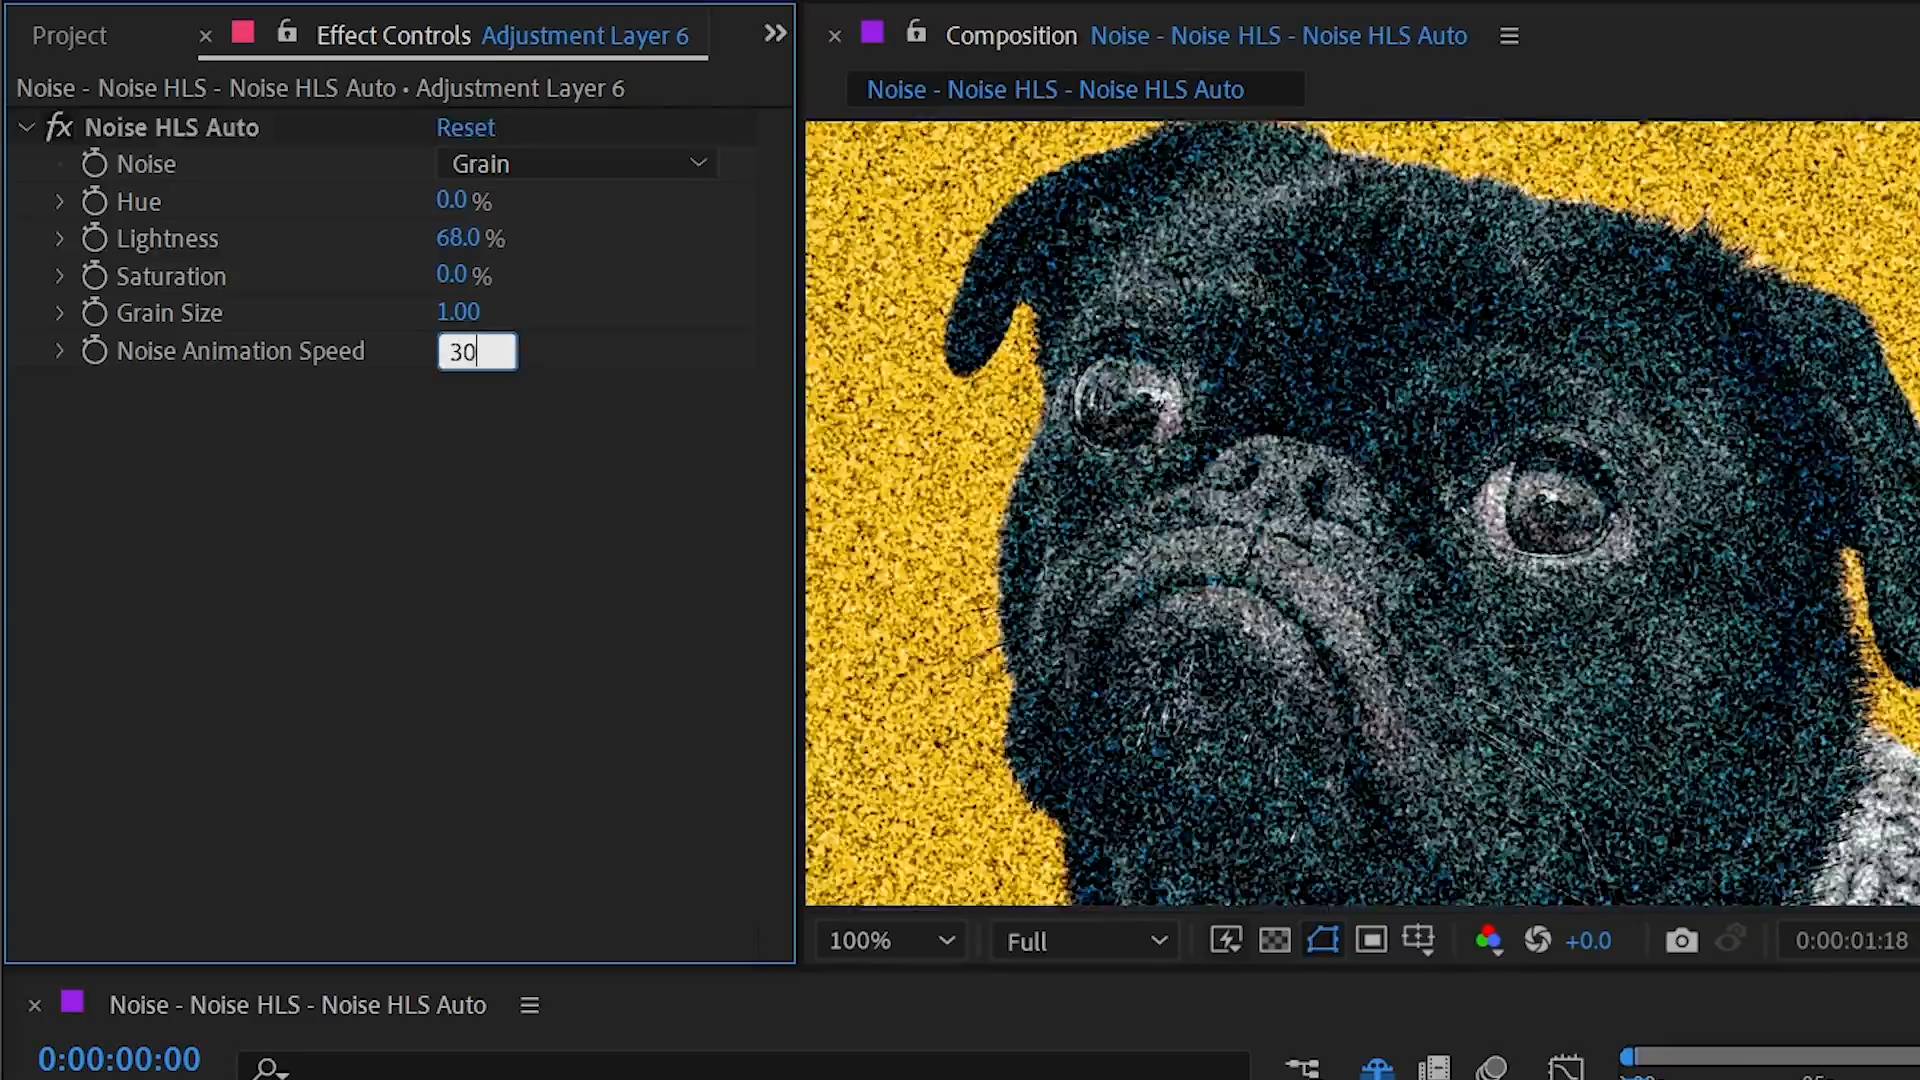 Project
Effect Controls Adjustment Layer 6
Noise - Noise HLS - Noise HLS Auto • Adjustment Layer 6
fx Noise HLS Auto Reset
Noise Grain
Hue 0.0 %
Lightness 68.0 %
Saturation 0.0 %
Grain Size 1.00
Noise Animation Speed 30
Composition Noise - Noise HLS - Noise HLS Auto
Noise - Noise HLS - Noise HLS Auto
100% Full +0.0 0:00:01:18
Noise - Noise HLS - Noise HLS Auto
0:00:00:00